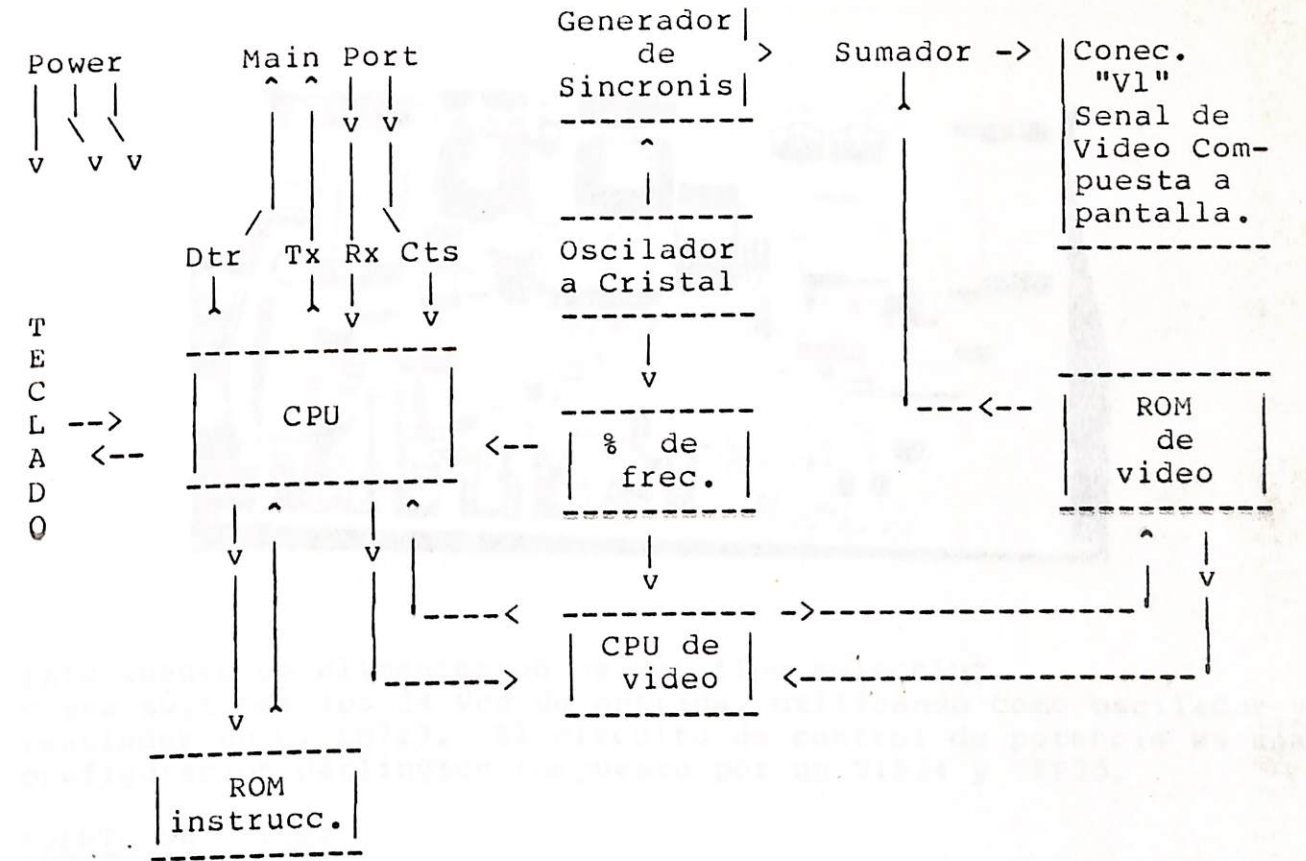 Power
Main Port
Generador
de
Sincronis
Sumador ->
Conec.
"V1"
Senal de
Video Com-
puesta a
pantalla.
Dtr Tx Rx Cts
Oscilador
a Cristal
TECLADO
CPU
% de
frec.
ROM
de
video
CPU de
video
ROM
instrucc.